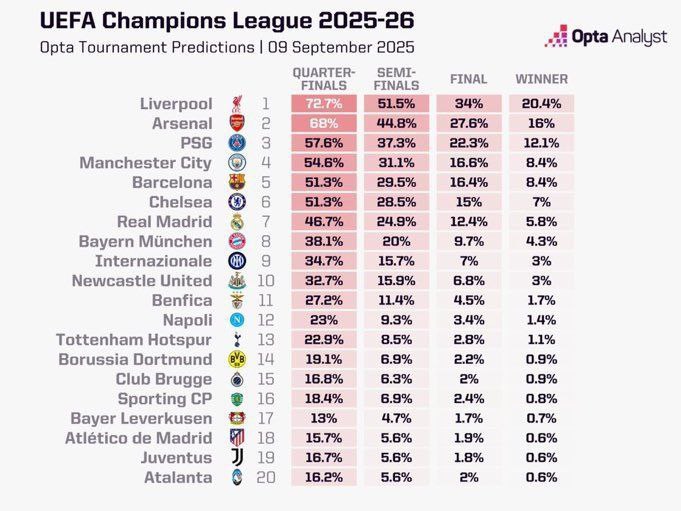 UEFA Champions League 2025-26
Opta Tournament Predictions | 09 September 2025
Opta Analyst
QUARTER-FINALS SEMI-FINALS FINAL WINNER
Liverpool 1 72.7% 51.5% 34% 20.4%
Arsenal 2 68% 44.8% 27.6% 16%
PSG 3 57.6% 37.3% 22.3% 12.1%
Manchester City 4 54.6% 31.1% 16.6% 8.4%
Barcelona 5 51.3% 29.5% 16.4% 8.4%
Chelsea 6 51.3% 28.5% 15% 7%
Real Madrid 7 46.7% 24.9% 12.4% 5.8%
Bayern München 8 38.1% 20% 9.7% 4.3%
Internazionale 9 34.7% 15.7% 7% 3%
Newcastle United 10 32.7% 15.9% 6.8% 3%
Benfica 11 27.2% 11.4% 4.5% 1.7%
Napoli 12 23% 9.3% 3.4% 1.4%
Tottenham Hotspur 13 22.9% 8.5% 2.8% 1.1%
Borussia Dortmund 14 19.1% 6.9% 2.2% 0.9%
Club Brugge 15 16.8% 6.3% 2% 0.9%
Sporting CP 16 18.4% 6.9% 2.4% 0.8%
Bayer Leverkusen 17 13% 4.7% 1.7% 0.7%
Atlético de Madrid 18 15.7% 5.6% 1.9% 0.6%
Juventus 19 16.7% 5.6% 1.8% 0.6%
Atalanta 20 16.2% 5.6% 2% 0.6%